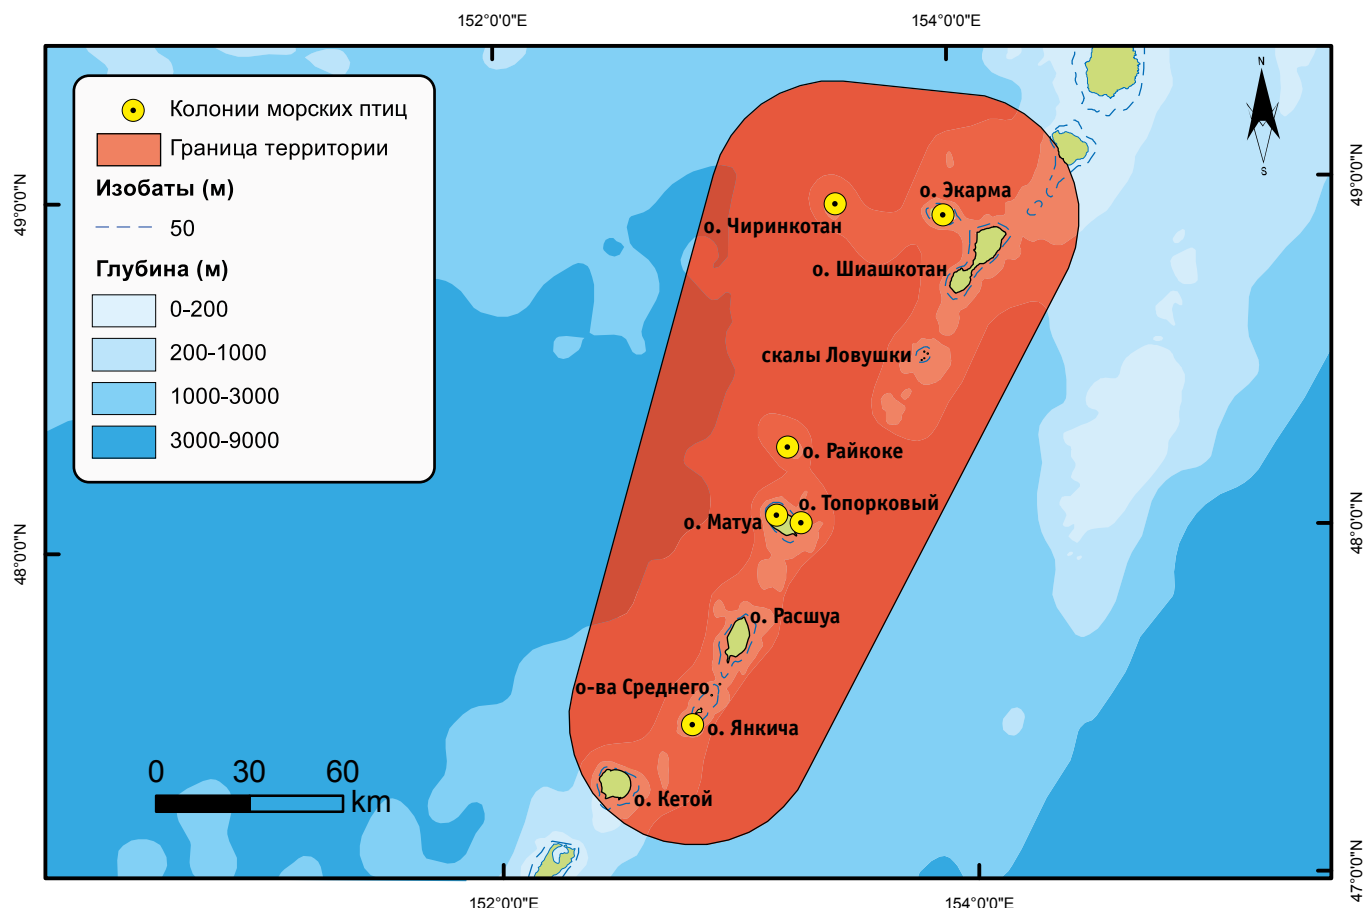 152°0'0"E
154°0'0"E
N
S
Колонии морских птиц
Граница территории
Изобаты (м)
50
Глубина (м)
0-200
200-1000
1000-3000
3000-9000
49°0'0"N
49°0'0"N
о. Экарма
о. Чиринкотан
о. Шиашкотан
скалы Ловушки
о. Райкоке
о. Топорковый
о. Матуа
48°0'0"N
48°0'0"N
о. Расшуа
о-ва Среднего
о. Янкича
о. Кетой
0 30 60
km
47°0'0"N
152°0'0"E
154°0'0"E